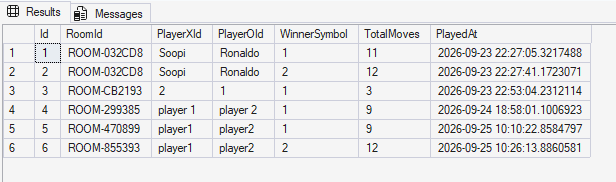 Results Messages
Id RoomId PlayerXId PlayerOId WinnerSymbol TotalMoves PlayedAt
1 1 ROOM-032CD8 Soopi Ronaldo 1 11 2026-09-23 22:27:05.3217488
2 2 ROOM-032CD8 Soopi Ronaldo 2 12 2026-09-23 22:27:41.1723071
3 3 ROOM-CB2193 2 1 1 3 2026-09-23 22:53:04.2312114
4 4 ROOM-299385 player 1 player 2 1 9 2026-09-24 18:58:01.1006923
5 5 ROOM-470899 player1 player2 1 9 2026-09-25 10:10:22.8584797
6 6 ROOM-855393 player1 player2 2 12 2026-09-25 10:26:13.8860581